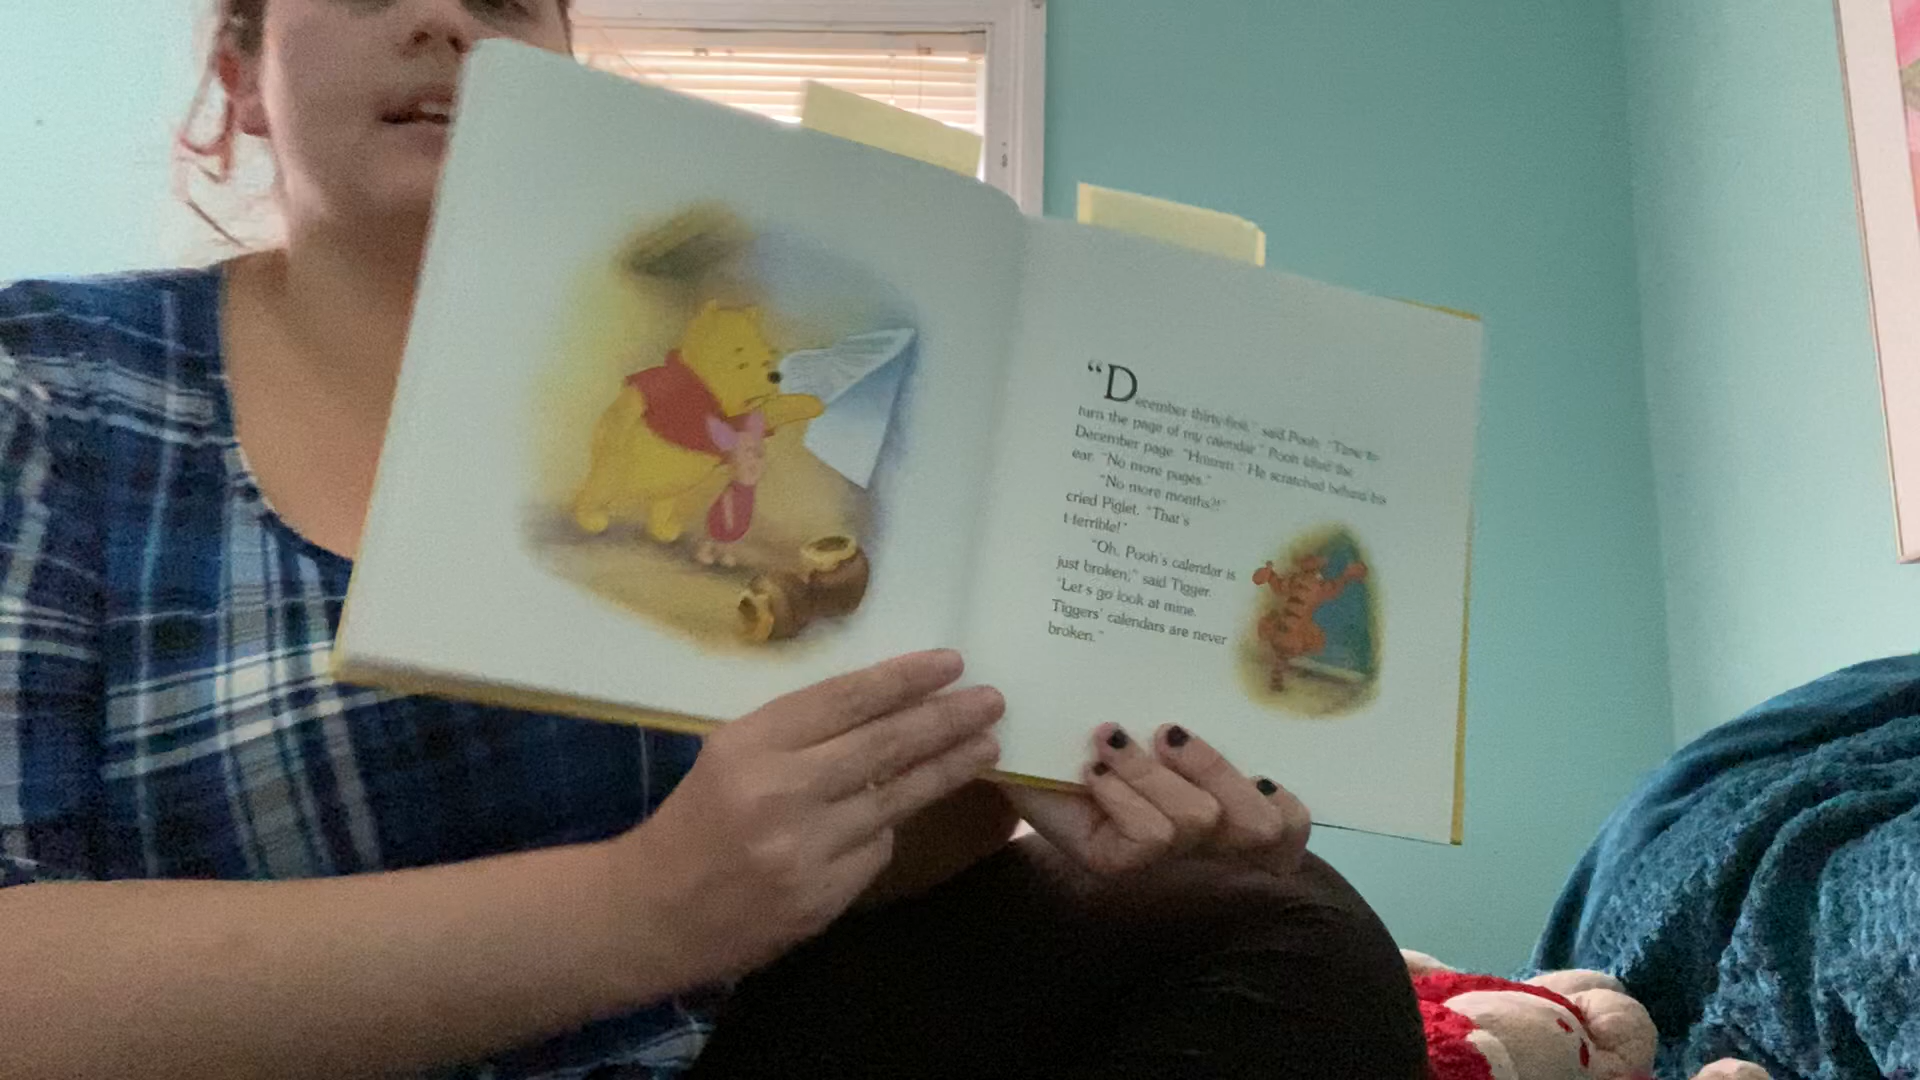 “December thirty-first,” said Pooh. “Time to
turn the page of my calendar.” Pooh lifted the
December page. “Hmmm.” He scratched behind his
ear. “No more pages.”
“No more months?!”
cried Piglet. “That’s
t-terrible!”
“Oh, Pooh’s calendar is
just broken,” said Tigger.
“Let’s go look at mine.
Tiggers’ calendars are never
broken.”